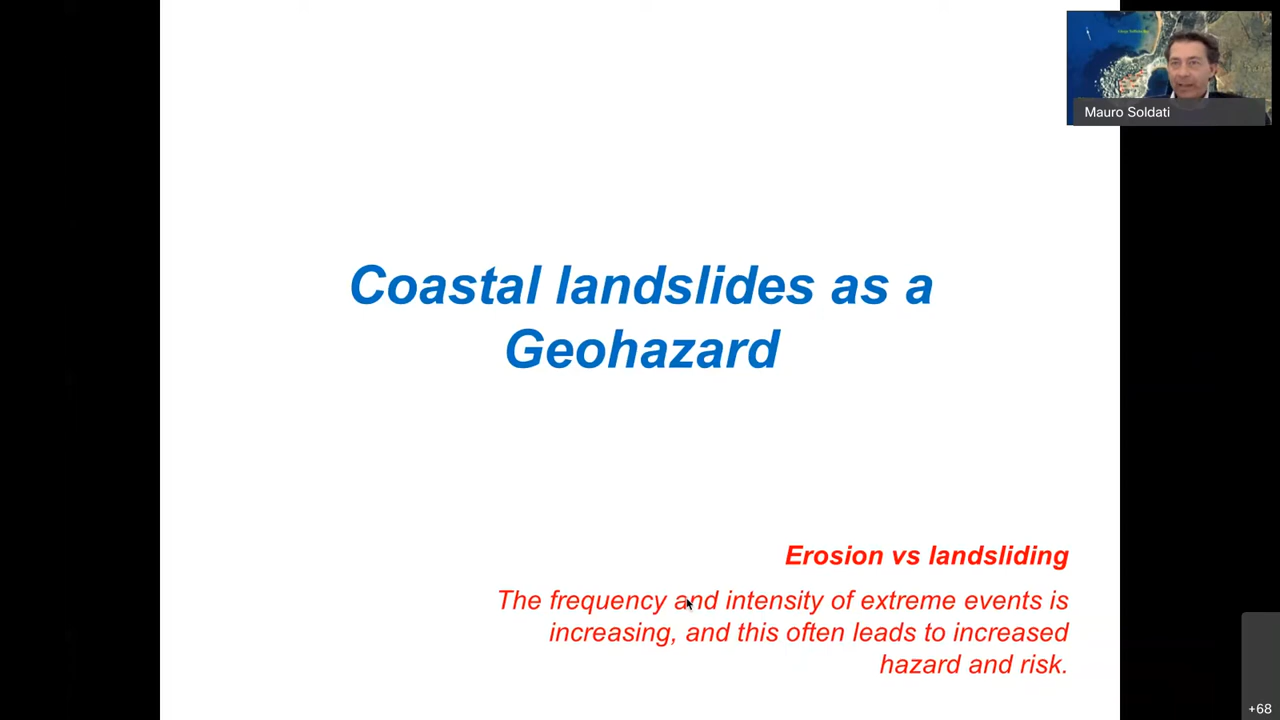 Mauro Soldati
Coastal landslides as a
Geohazard
Erosion vs landsliding
The frequency and intensity of extreme events is
increasing, and this often leads to increased
hazard and risk.
+68